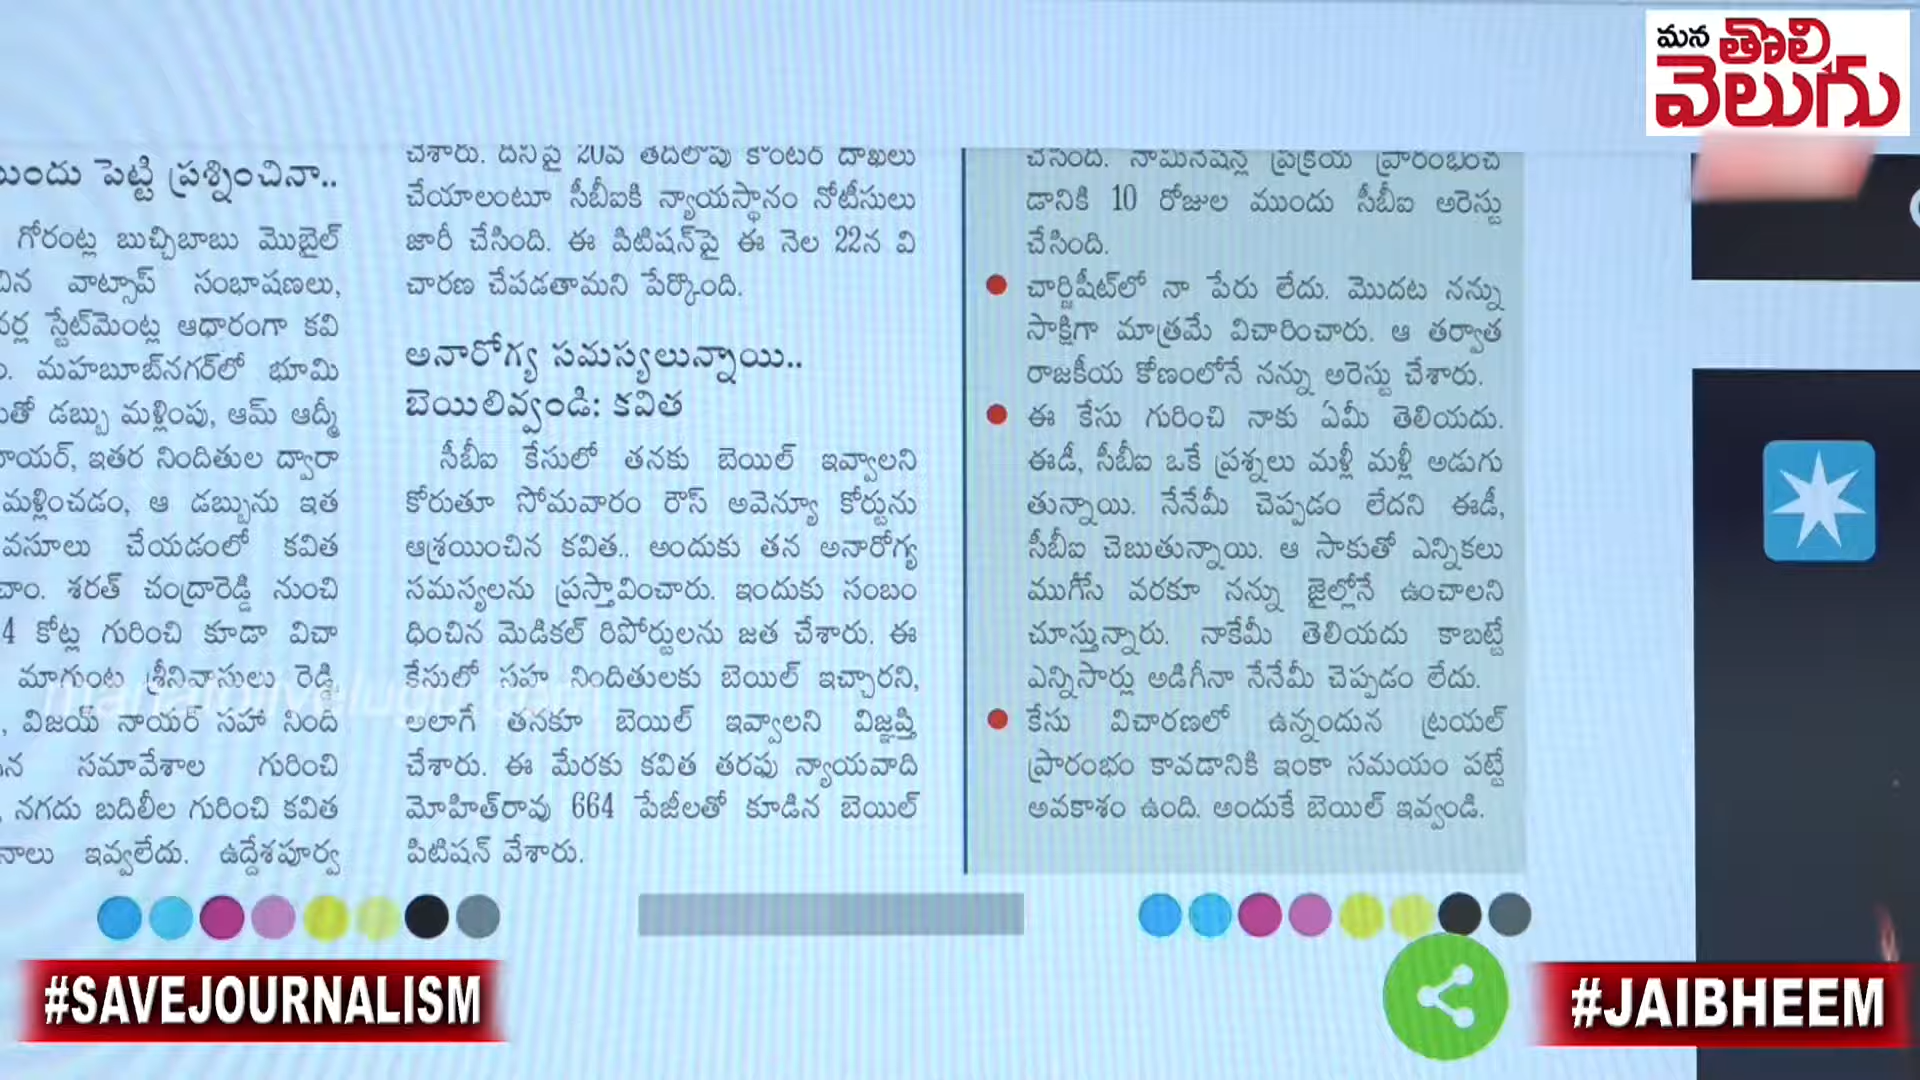 మన తొలి
వెలుగు
ముందు పెట్టి ప్రశ్నించినా..
గోరంట్ల బుచ్చిబాబు మొబైల్
వాట్సాప్ సంభాషణలు,
స్టేట్‌మెంట్ల ఆధారంగా కవి
మహబూబ్‌నగర్‌లో భూమి
డబ్బు మళ్లింపు, ఆమ్ ఆద్మీ
ఇతర నిందితుల ద్వారా
మళ్లించడం, ఆ డబ్బును ఇత
వసూలు చేయడంలో కవిత
శరత్ చంద్రారెడ్డి నుంచి
4 కోట్ల గురించి కూడా విచా
మాగుంట శ్రీనివాసులు రెడ్డి,
, విజయ్ నాయర్ సహా నింది
సమావేశాల గురించి
నగదు బదిలీల గురించి కవిత
ఇవ్వలేదు. ఉద్దేశపూర్వ
చేశారు. దీనిపై 20వ తేదీలోపు కౌంటర్ దాఖలు
చేయాలంటూ సీబీఐకి న్యాయస్థానం నోటీసులు
జారీ చేసింది. ఈ పిటిషన్‌పై ఈ నెల 22న వి
చారణ చేపడతామని పేర్కొంది.
అనారోగ్య సమస్యలున్నాయి..
బెయిలివ్వండి: కవిత
సీబీఐ కేసులో తనకు బెయిల్ ఇవ్వాలని
కోరుతూ సోమవారం రౌస్ అవెన్యూ కోర్టును
ఆశ్రయించిన కవిత.. అందుకు తన అనారోగ్య
సమస్యలను ప్రస్తావించారు. ఇందుకు సంబం
ధించిన మెడికల్ రిపోర్టులను జత చేశారు. ఈ
కేసులో సహ నిందితులకు బెయిల్ ఇచ్చారని,
అలాగే తనకూ బెయిల్ ఇవ్వాలని విజ్ఞప్తి
చేశారు. ఈ మేరకు కవిత తరఫు న్యాయవాది
మోహిత్‌రావు 664 పేజీలతో కూడిన బెయిల్
పిటిషన్ వేశారు.
చేసింది. నామినేషన్ల ప్రక్రియ ప్రారంభించ
డానికి 10 రోజుల ముందు సీబీఐ అరెస్టు
చేసింది.
● చార్జిషీట్‌లో నా పేరు లేదు. మొదట నన్ను
సాక్షిగా మాత్రమే విచారించారు. ఆ తర్వాత
రాజకీయ కోణంలోనే నన్ను అరెస్టు చేశారు.
● ఈ కేసు గురించి నాకు ఏమీ తెలియదు.
ఈడీ, సీబీఐ ఒకే ప్రశ్నలు మళ్లీ మళ్లీ అడుగు
తున్నాయి. నేనేమీ చెప్పడం లేదని ఈడీ,
సీబీఐ చెబుతున్నాయి. ఆ సాకుతో ఎన్నికలు
ముగిసే వరకూ నన్ను జైల్లోనే ఉంచాలని
చూస్తున్నారు. నాకేమీ తెలియదు కాబట్టే
ఎన్నిసార్లు అడిగినా నేనేమీ చెప్పడం లేదు.
● కేసు విచారణలో ఉన్నందున ట్రయల్
ప్రారంభం కావడానికి ఇంకా సమయం పట్టే
అవకాశం ఉంది. అందుకే బెయిల్ ఇవ్వండి.
#SAVEJOURNALISM
#JAIBHEEM